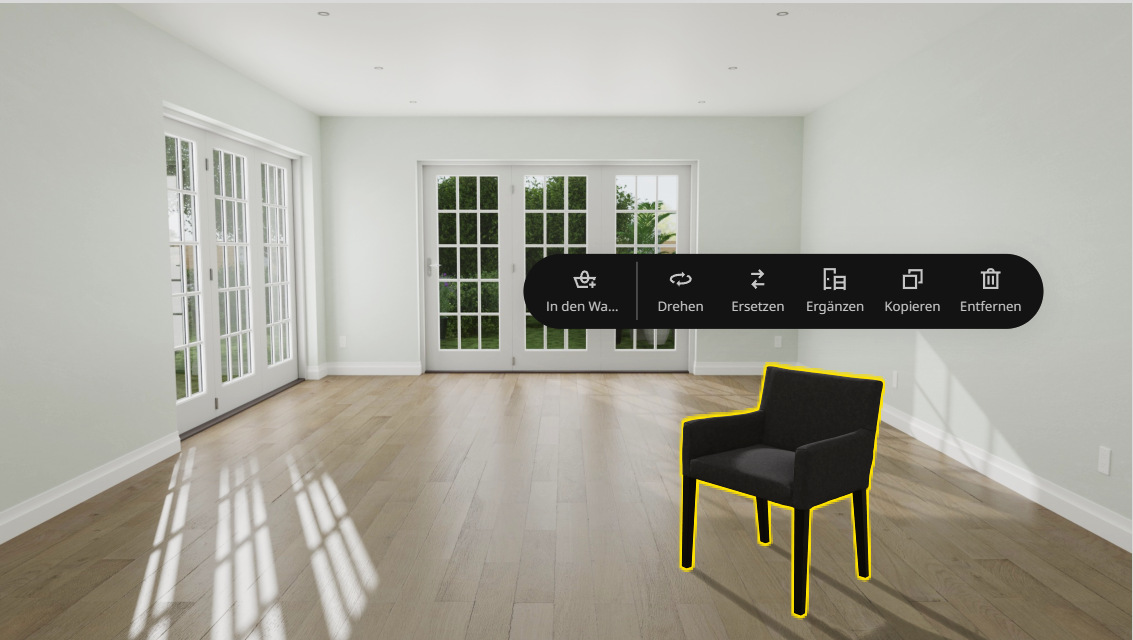 In den Wa...
Drehen
Ersetzen
Ergänzen
Kopieren
Entfernen